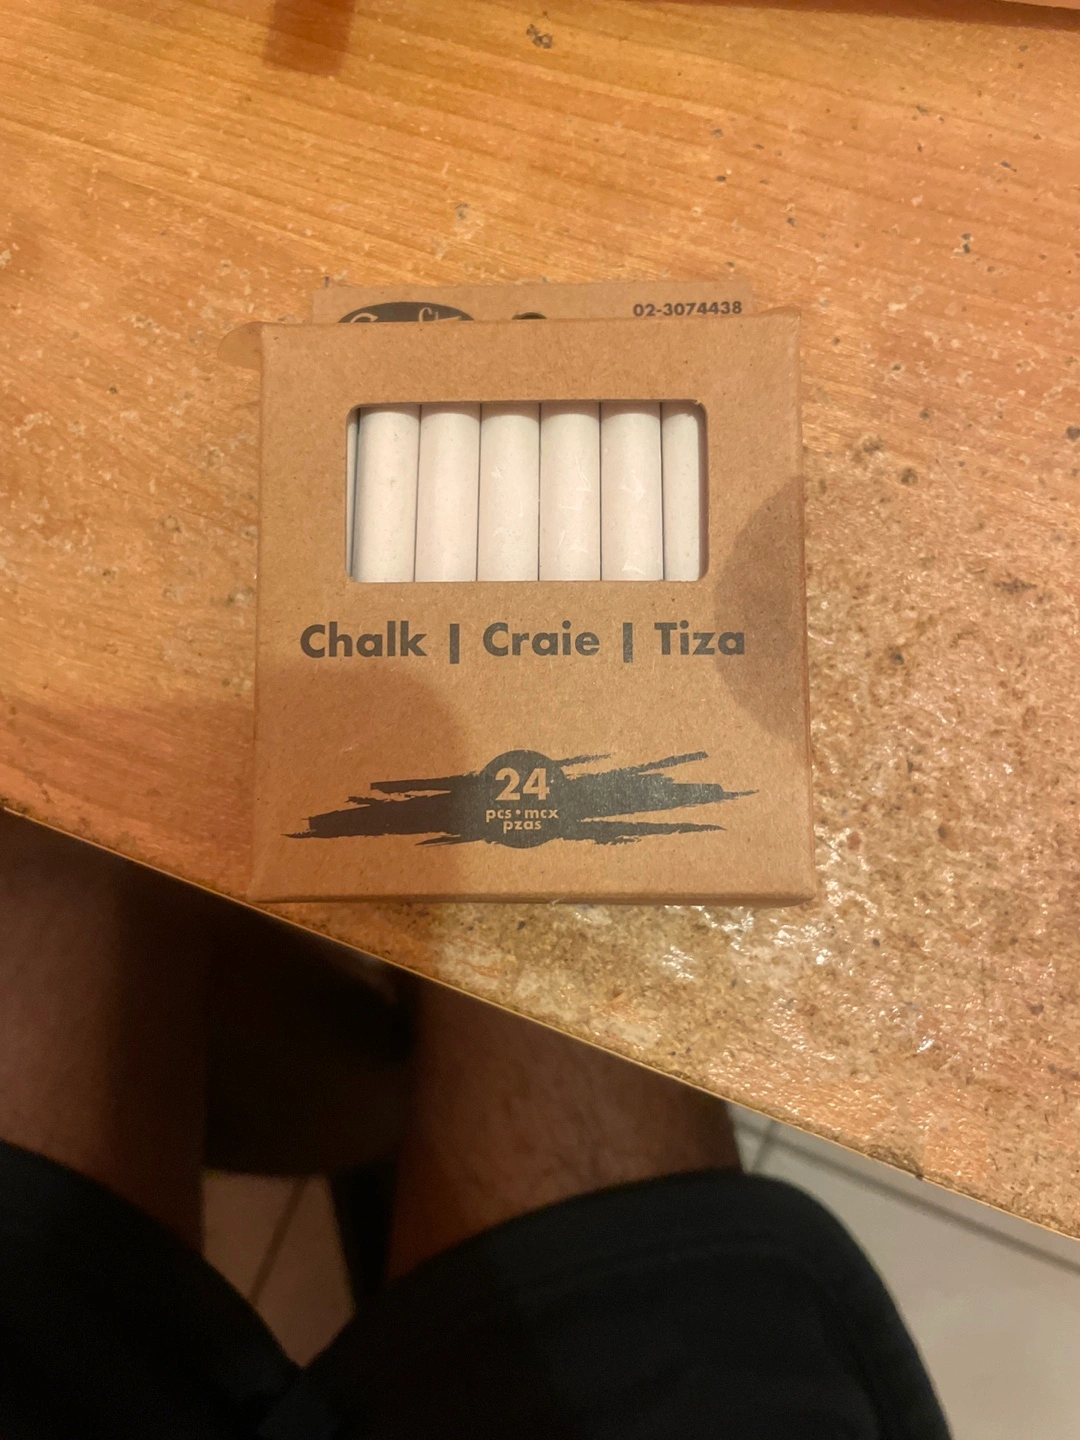 02-3074438
Chalk | Craie | Tiza
24
pcs • mcx
pzas